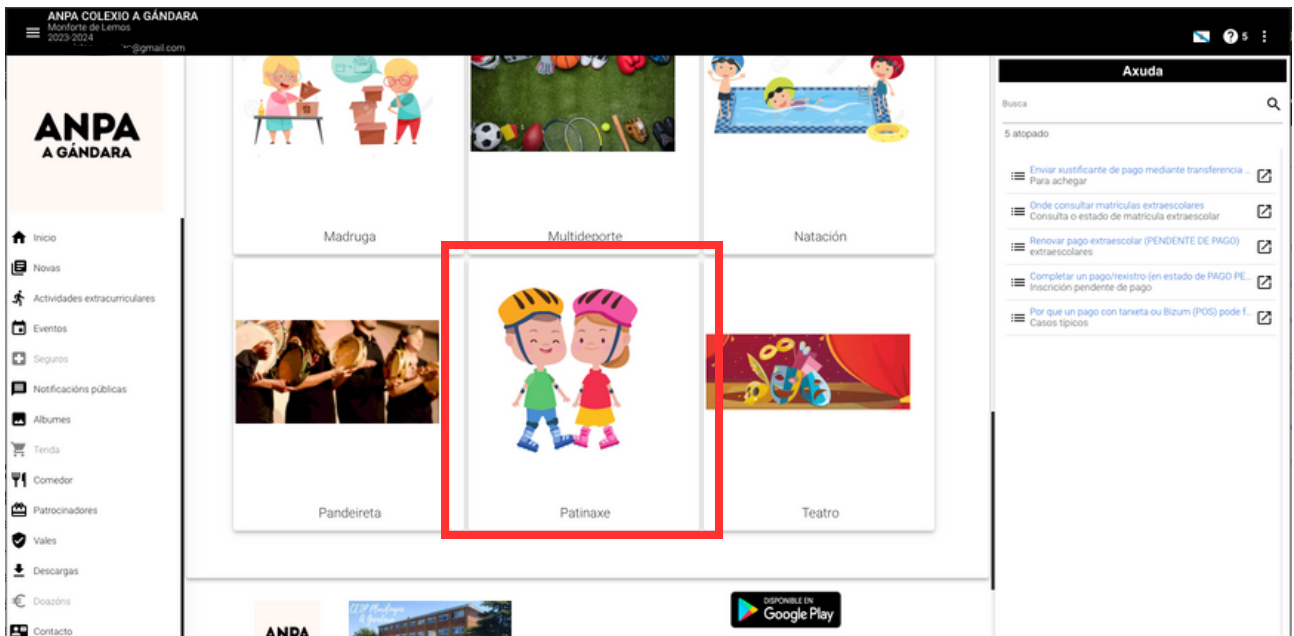 ANPA COLEXIO A GÁNDARA
Monforte de Lemos
2023-2024
@gmail.com
5
ANPA
A GÁNDARA
Inicio
Novas
Actividades extracurriculares
Eventos
Seguros
Notificacións públicas
Albumes
Tenda
Comedor
Patrocinadores
Vales
Descargas
Doazóns
Contacto
Madruga
Multideporte
Natación
Pandeireta
Patinaxe
Teatro
ANPA
DISPONIBLE EN
Google Play
Axuda
Busca
5 atopado
Enviar xustificante de pago mediante transferencia ...
Para achegar
Onde consultar matrículas extraescolares
Consulta o estado de matrícula extraescolar
Renovar pago extraescolar (PENDENTE DE PAGO)
extraescolares
Completar un pago/rexistro (en estado de PAGO PE...
Inscrición pendente de pago
Por que un pago con tarxeta ou Bizum (POS) pode f...
Casos típicos